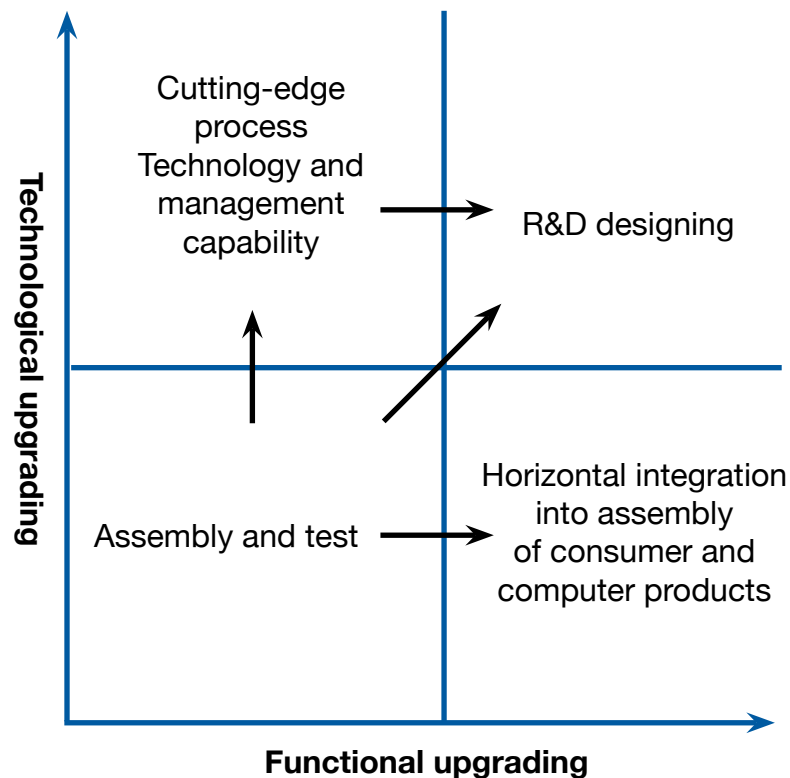 Cutting-edge
process
Technology and
management
capability
R&D designing
Technological upgrading
Assembly and test
Horizontal integration
into assembly
of consumer and
computer products
Functional upgrading